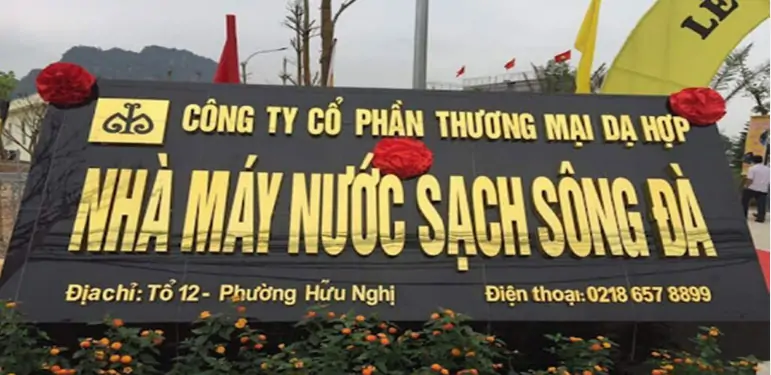 LE
CÔNG TY CỔ PHẦN THƯƠNG MẠI DẠ HỢP
NHÀ MÁY NƯỚC SẠCH SÔNG ĐÀ
Địa chỉ: Tổ 12 - Phường Hữu Nghị
Điện thoại: 0218 657 8899